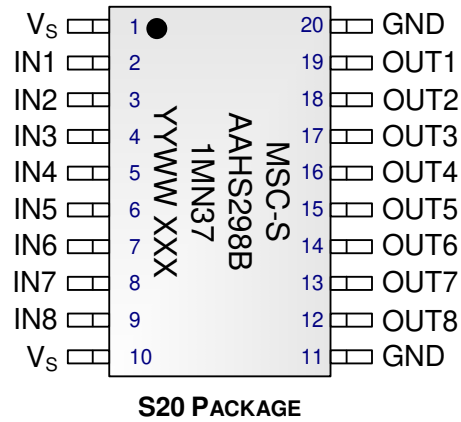 VS 1 20 GND
IN1 2 19 OUT1
IN2 3 18 OUT2
IN3 4 17 OUT3
IN4 5 16 OUT4
IN5 6 15 OUT5
IN6 7 14 OUT6
IN7 8 13 OUT7
IN8 9 12 OUT8
VS 10 11 GND
MSC-S
AAHS298B
1MN37
YYWW XXX
S20 PACKAGE